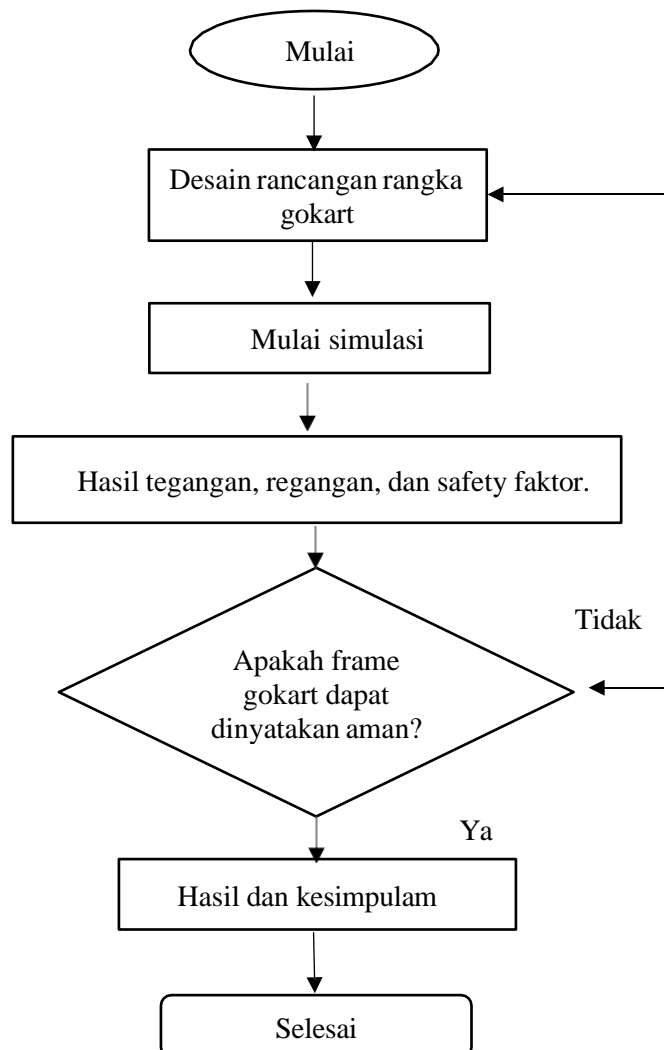 Mulai
Desain rancangan rangka
gokart
Mulai simulasi
Hasil tegangan, regangan, dan safety faktor.
Tidak
Apakah frame
gokart dapat
dinyatakan aman?
Ya
Hasil dan kesimpulam
Selesai